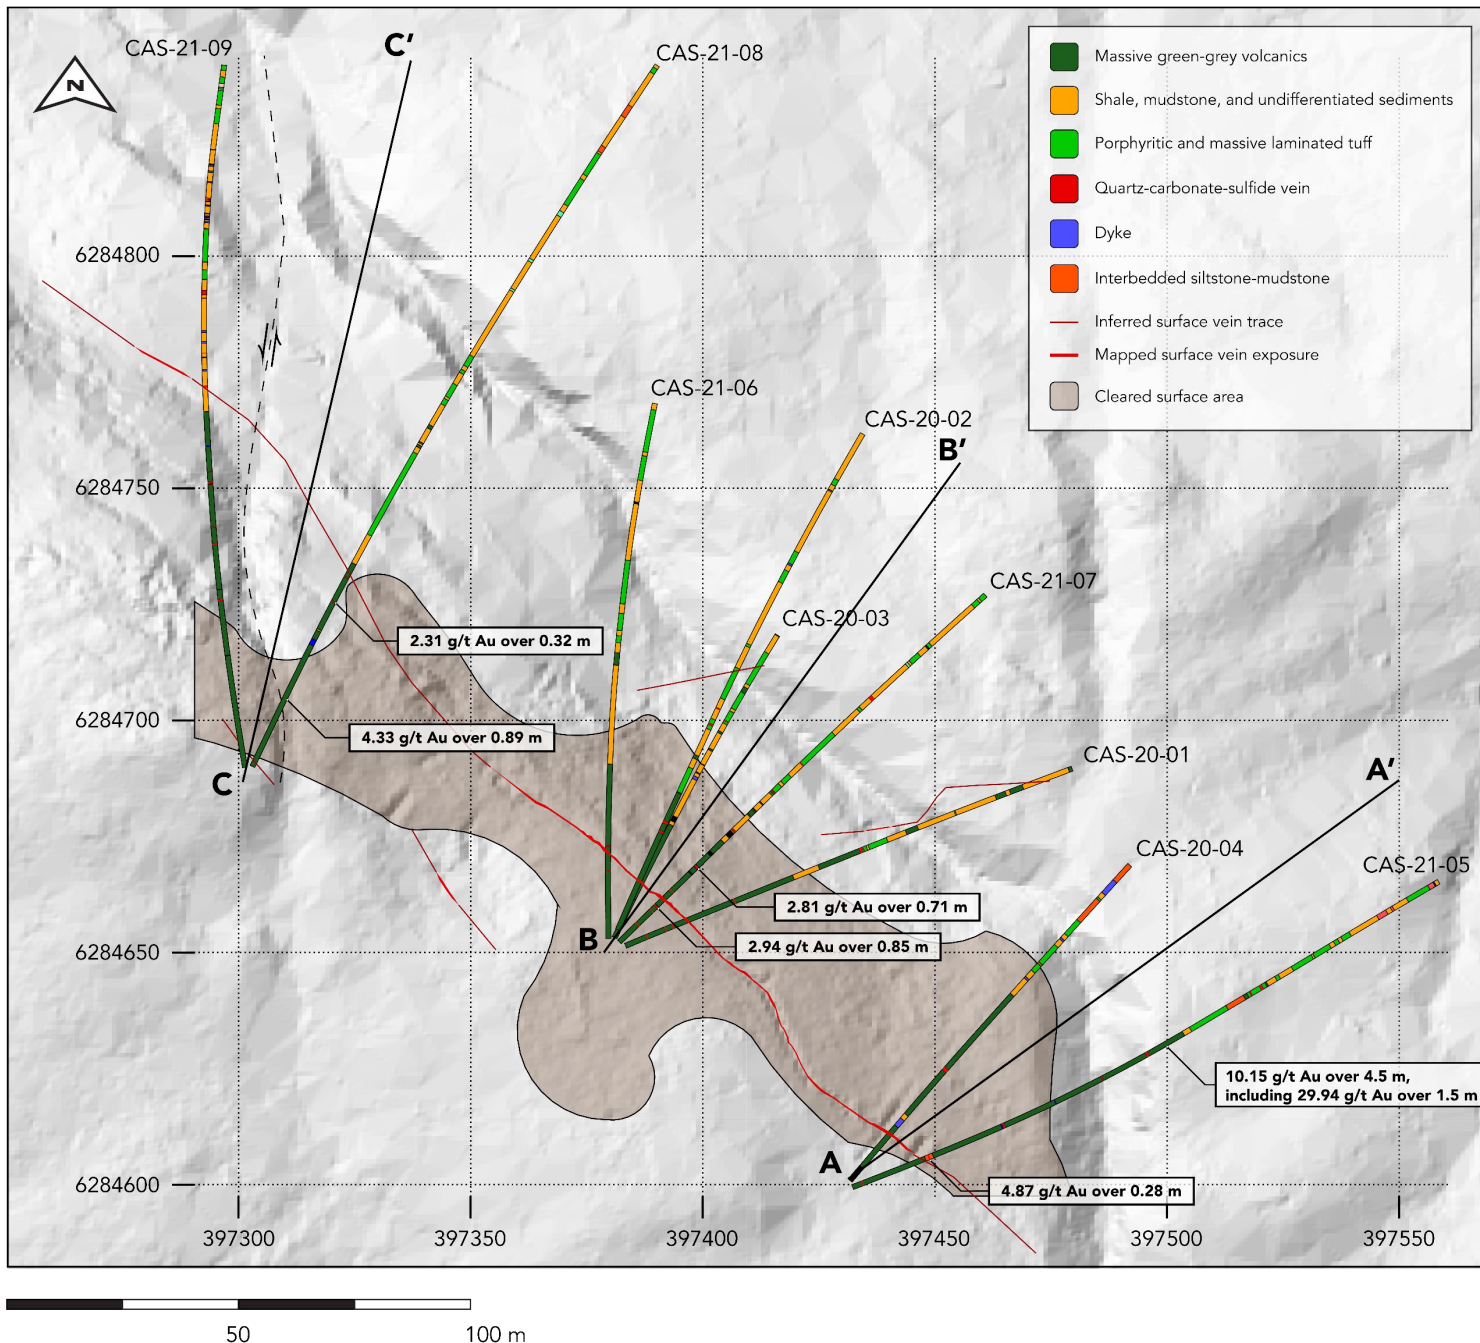 CAS-21-09
C′
CAS-21-08
N
Massive green-grey volcanics
Shale, mudstone, and undifferentiated sediments
Porphyritic and massive laminated tuff
Quartz-carbonate-sulfide vein
Dyke
Interbedded siltstone-mudstone
Inferred surface vein trace
Mapped surface vein exposure
Cleared surface area
6284800
CAS-21-06
CAS-20-02
B′
6284750
CAS-21-07
CAS-20-03
2.31 g/t Au over 0.32 m
6284700
4.33 g/t Au over 0.89 m
CAS-20-01
A′
C
CAS-20-04
CAS-21-05
2.81 g/t Au over 0.71 m
B
2.94 g/t Au over 0.85 m
6284650
10.15 g/t Au over 4.5 m,
including 29.94 g/t Au over 1.5 m
A
6284600
4.87 g/t Au over 0.28 m
397300
397350
397400
397450
397500
397550
50
100 m